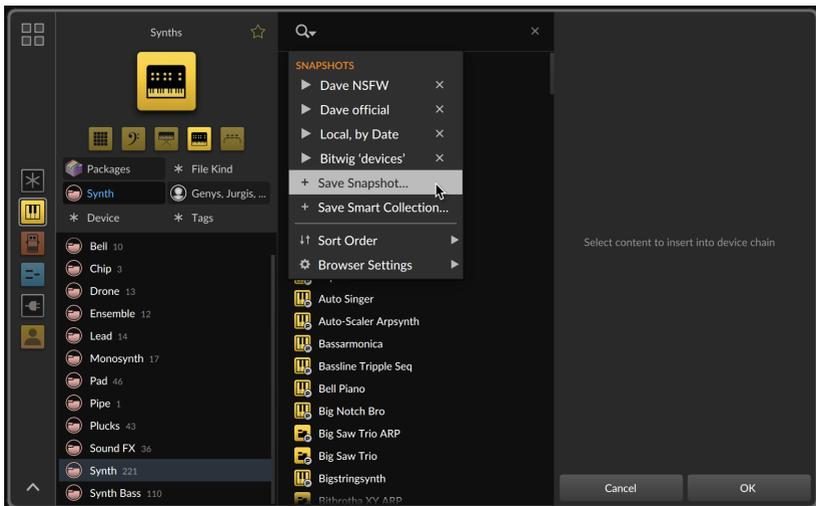 Synths
SNAPSHOTS
Dave NSFW
Dave official
Local, by Date
Bitwig ‘devices’
Save Snapshot...
Save Smart Collection...
Sort Order
Browser Settings
Packages
File Kind
Synth
Genys, Jurgis, ...
Device
Tags
Bell 10
Chip 3
Drone 13
Ensemble 12
Lead 14
Monosynth 17
Pad 46
Pipe 1
Plucks 43
Sound FX 36
Synth 221
Synth Bass 110
Auto Singer
Auto-Scaler Arpsynth
Bassarmonica
Bassline Tripple Seq
Bell Piano
Big Notch Bro
Big Saw Trio ARP
Big Saw Trio
Bigstringsynth
Bithrotha XY ARP
Select content to insert into device chain
Cancel
OK